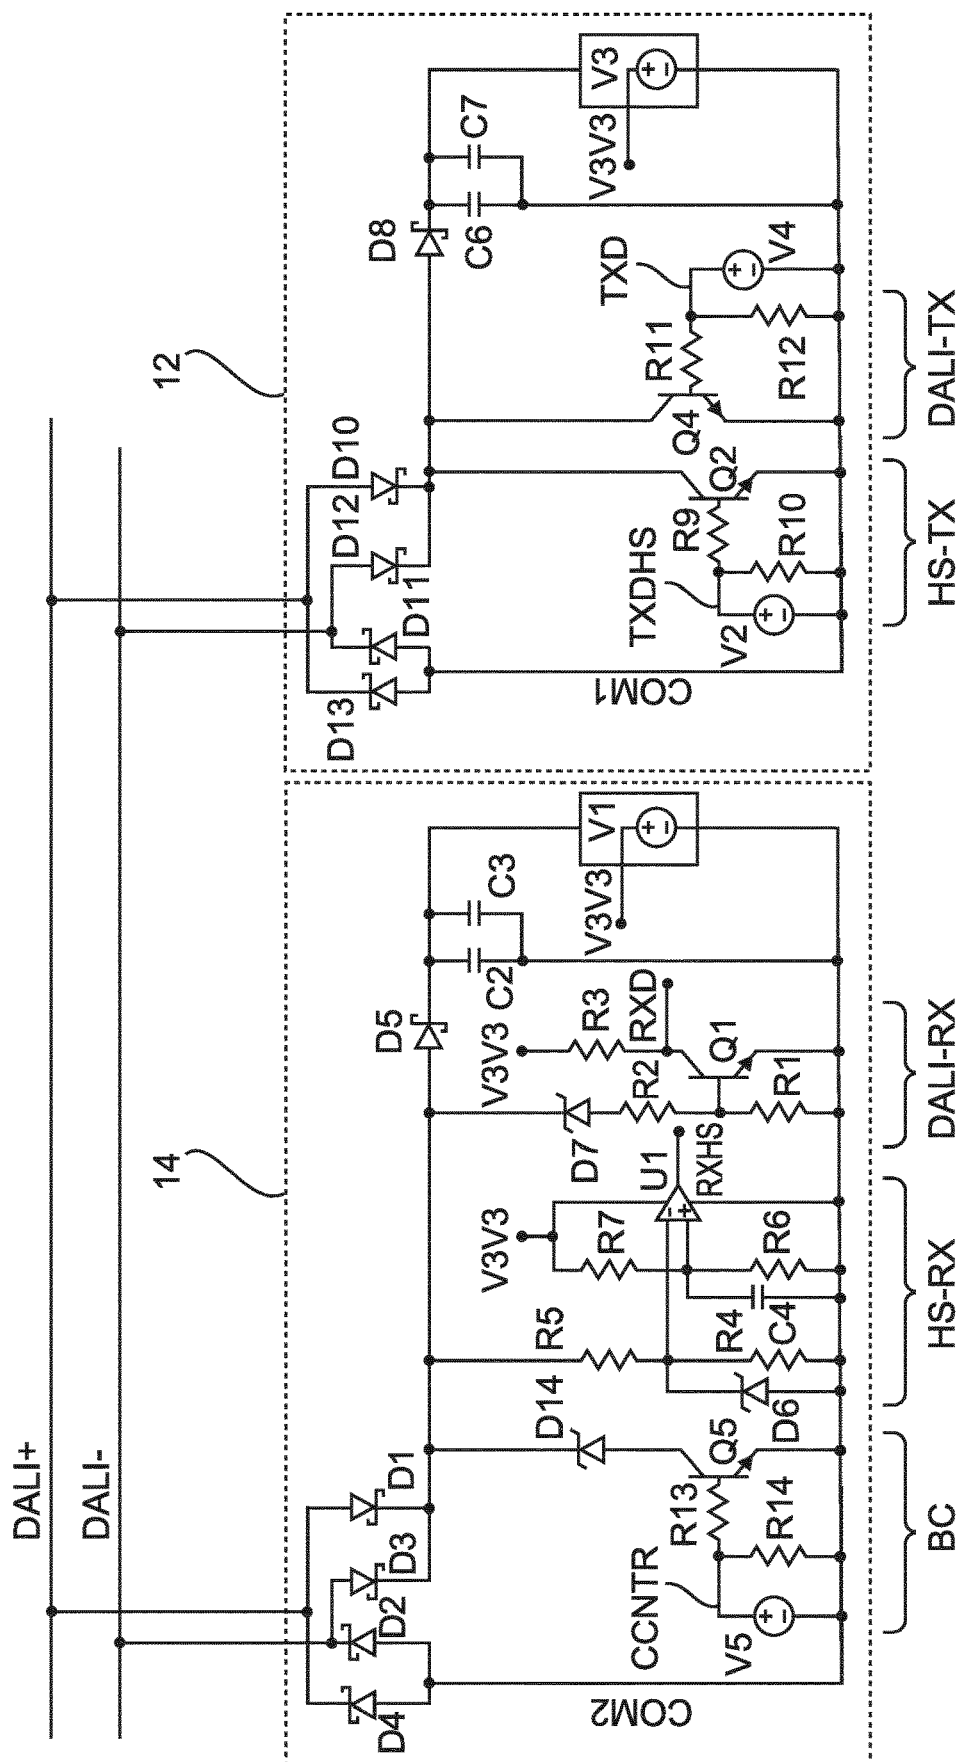 DALI+
DALI-
14
12
D4
D2
D3
D1
D5
C2
C3
V1
V3V3
COM2
V5
CCNTR
R13
R14
Q5
D14
D6
R5
R4
C4
V3V3
R7
R6
U1
RXHS
D7
R2
R1
V3V3
R3
RXD
Q1
BC
HS-RX
DALI-RX
D13
D11
D12
D10
D8
C6
C7
V3
V3V3
COM1
V2
TXDHS
R9
R10
Q2
Q4
R11
R12
TXD
V4
HS-TX
DALI-TX